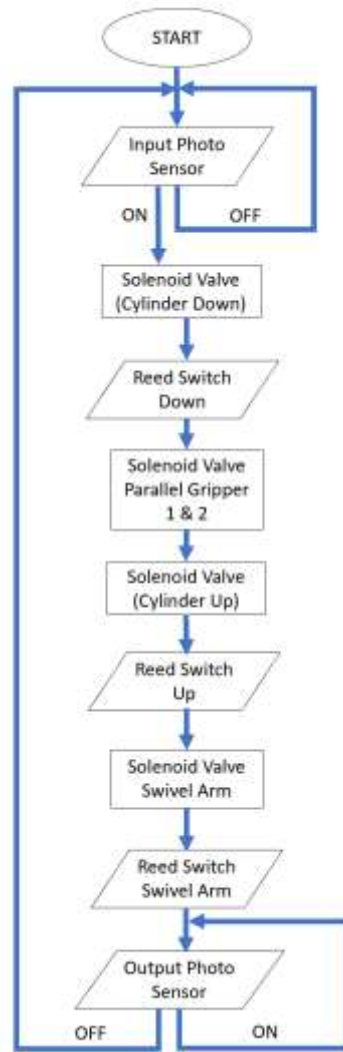 START
Input Photo
Sensor
ON
OFF
Solenoid Valve
(Cylinder Down)
Reed Switch
Down
Solenoid Valve
Parallel Gripper
1 & 2
Solenoid Valve
(Cylinder Up)
Reed Switch
Up
Solenoid Valve
Swivel Arm
Reed Switch
Swivel Arm
Output Photo
Sensor
OFF
ON